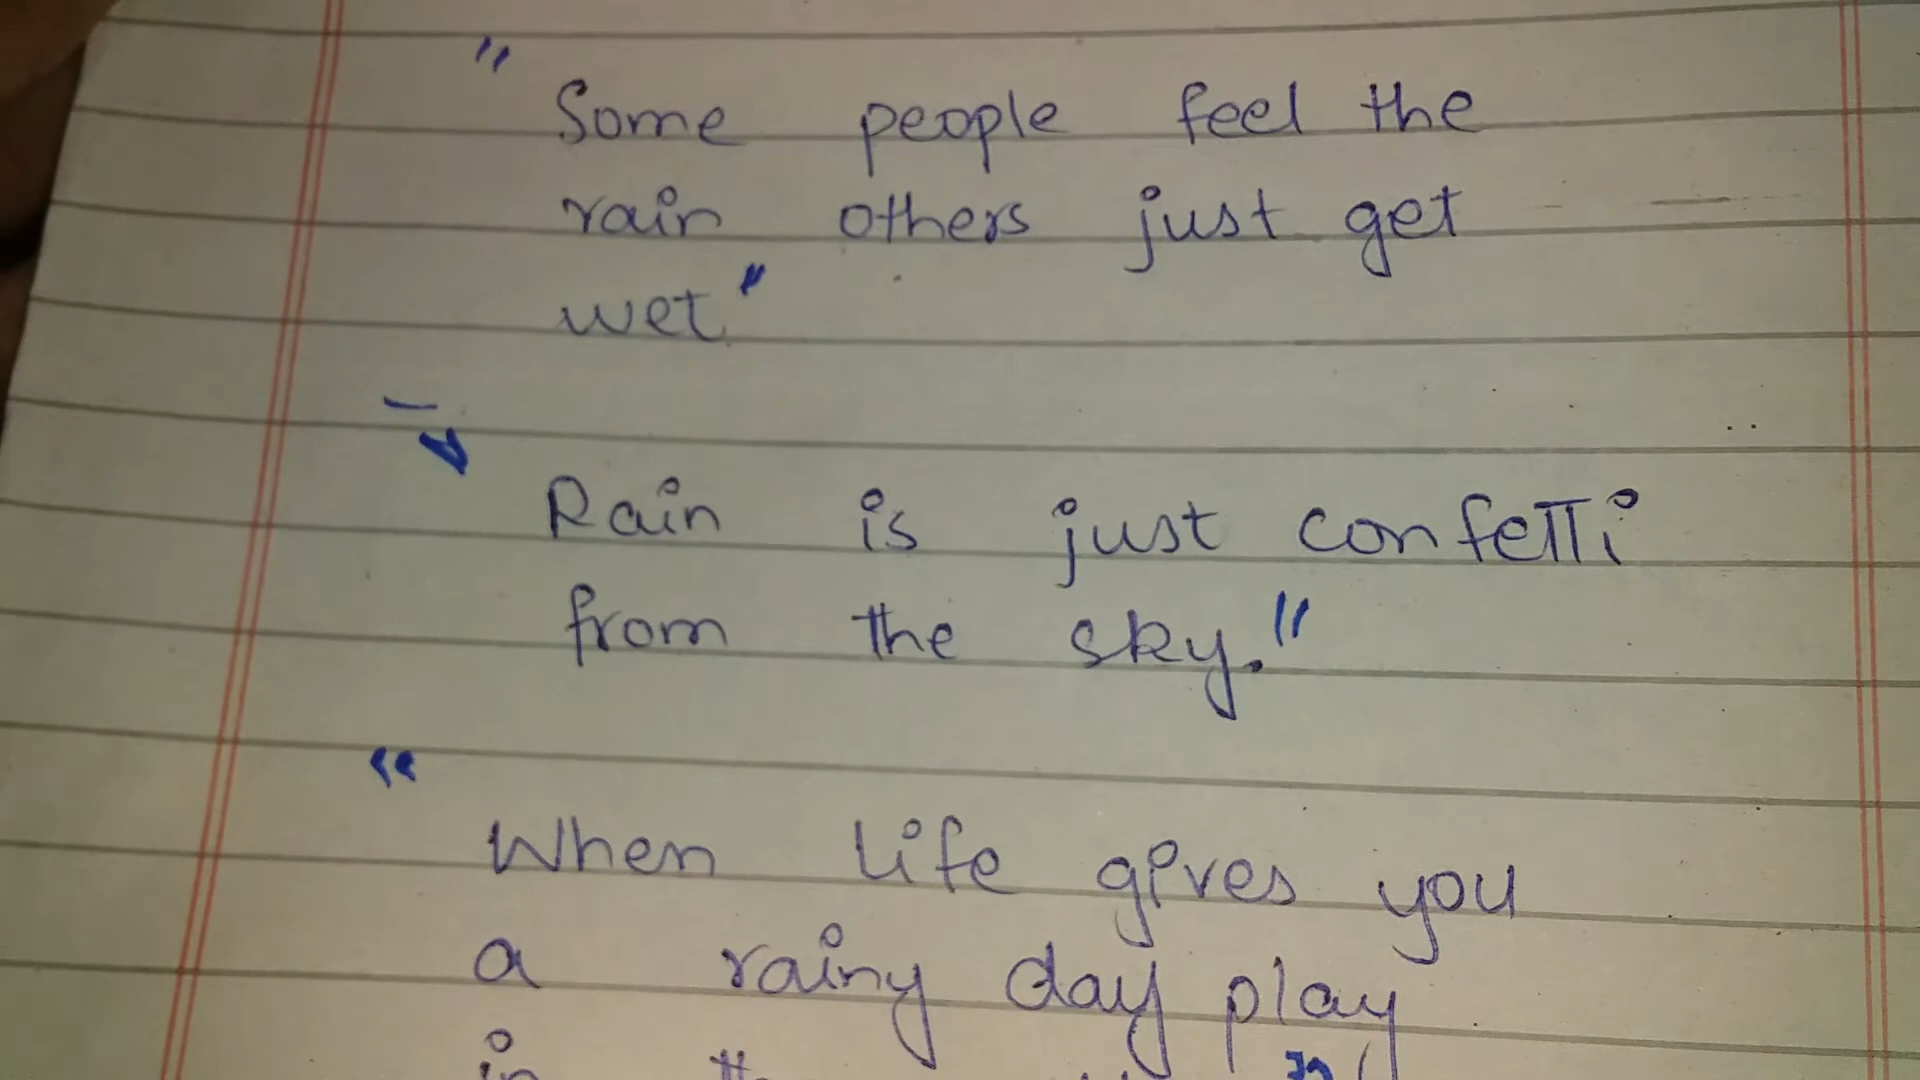 "Some people feel the
rain others just get
wet"
"Rain is just confetti
from the sky."
"When life gives you
a rainy day play
in